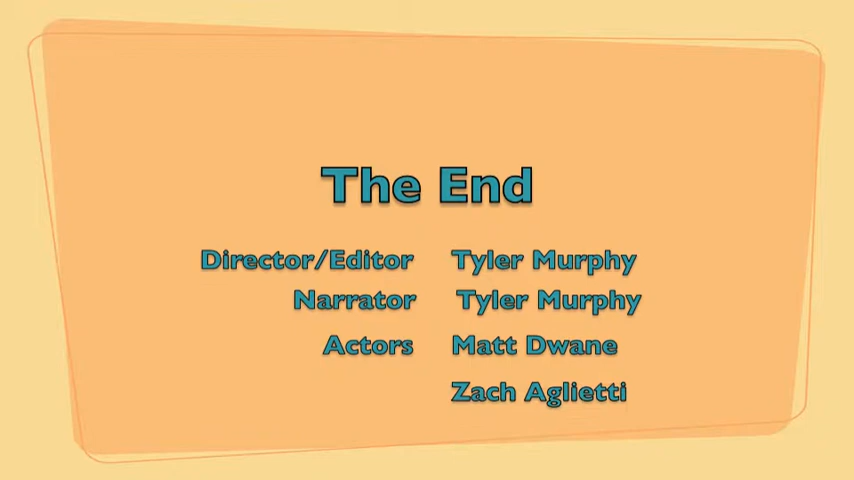 The End
Director/Editor Tyler Murphy
Narrator Tyler Murphy
Actors Matt Dwane
Zach Aglietti